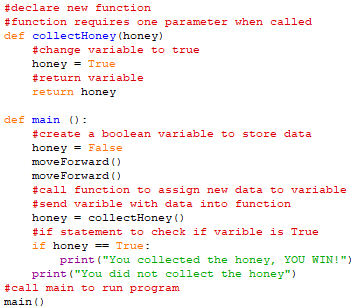 #declare new function
#function requires one parameter when called
def collectHoney(honey)
    #change variable to true
    honey = True
    #return variable
    return honey

def main ():
    #create a boolean variable to store data
    honey = False
    moveForward()
    moveForward()
    #call function to assign new data to variable
    #send varible with data into function
    honey = collectHoney()
    #if statement to check if varible is True
    if honey == True:
        print("You collected the honey, YOU WIN!")
    print("You did not collect the honey")
#call main to run program
main()